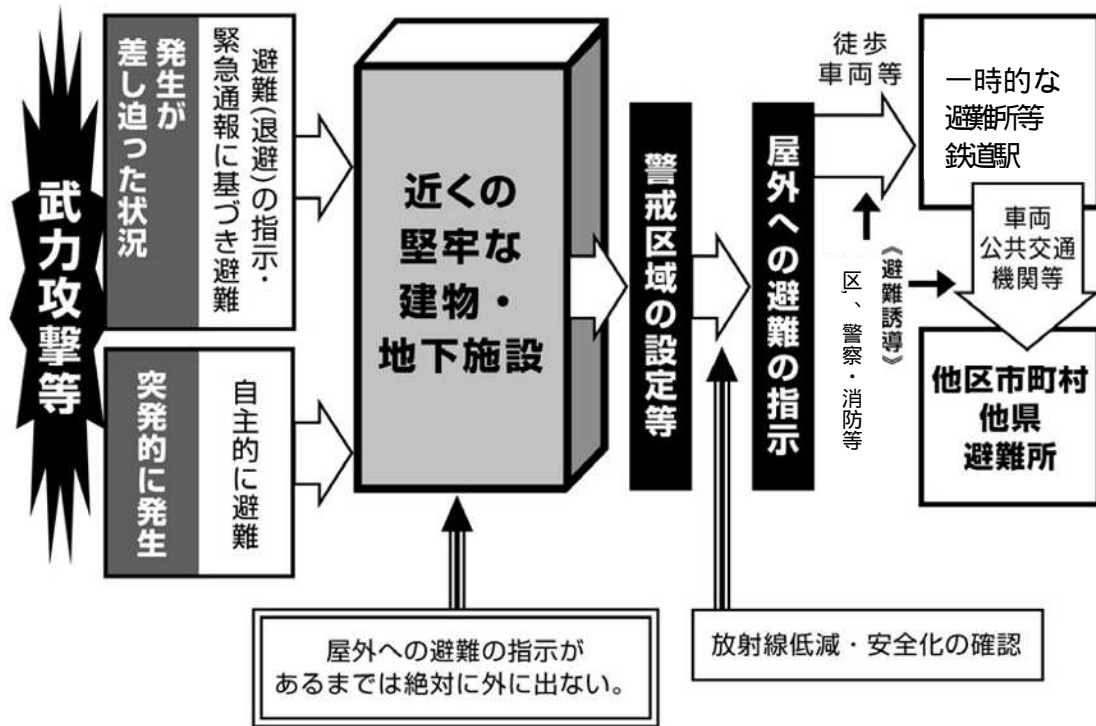 武力攻撃等
発生が
差し迫った状況
避難(退避)の指示・
緊急通報に基づき避難
突発的に発生
自主的に避難
近くの
堅牢な
建物・
地下施設
警戒区域の設定等
屋外への避難の指示
徒歩
車両等
一時的な
避難所等
鉄道駅
車両
公共交通
機関等
《避難誘導》
区、警察・消防等
他区市町村
他県
避難所
屋外への避難の指示が
あるまでは絶対に外に出ない。
放射線低減・安全化の確認